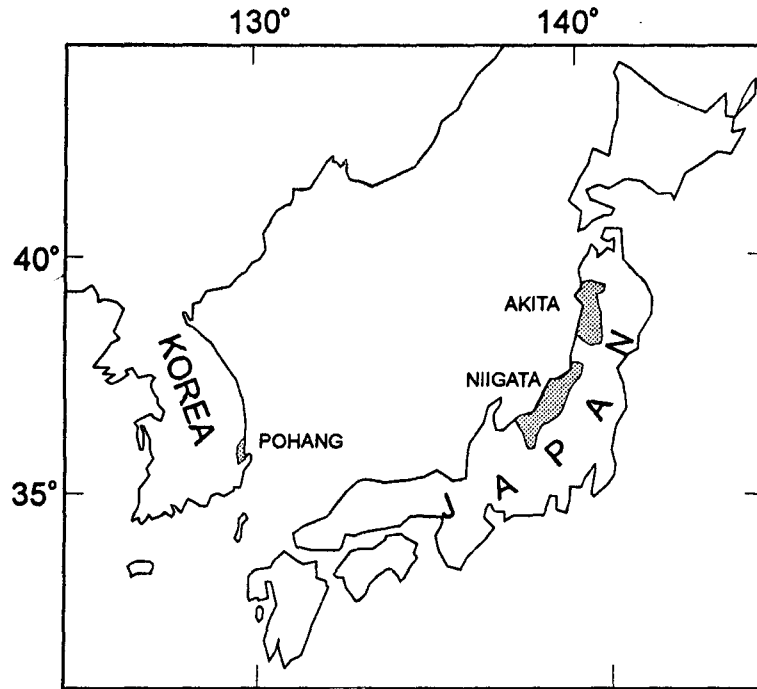 130°
140°
40°
AKITA
KOREA
NIIGATA
POHANG
JAPAN
35°